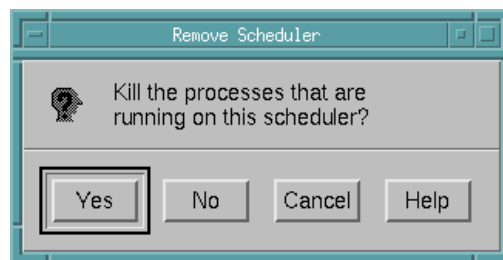 Remove Scheduler
Kill the processes that are
running on this scheduler?
Yes No Cancel Help